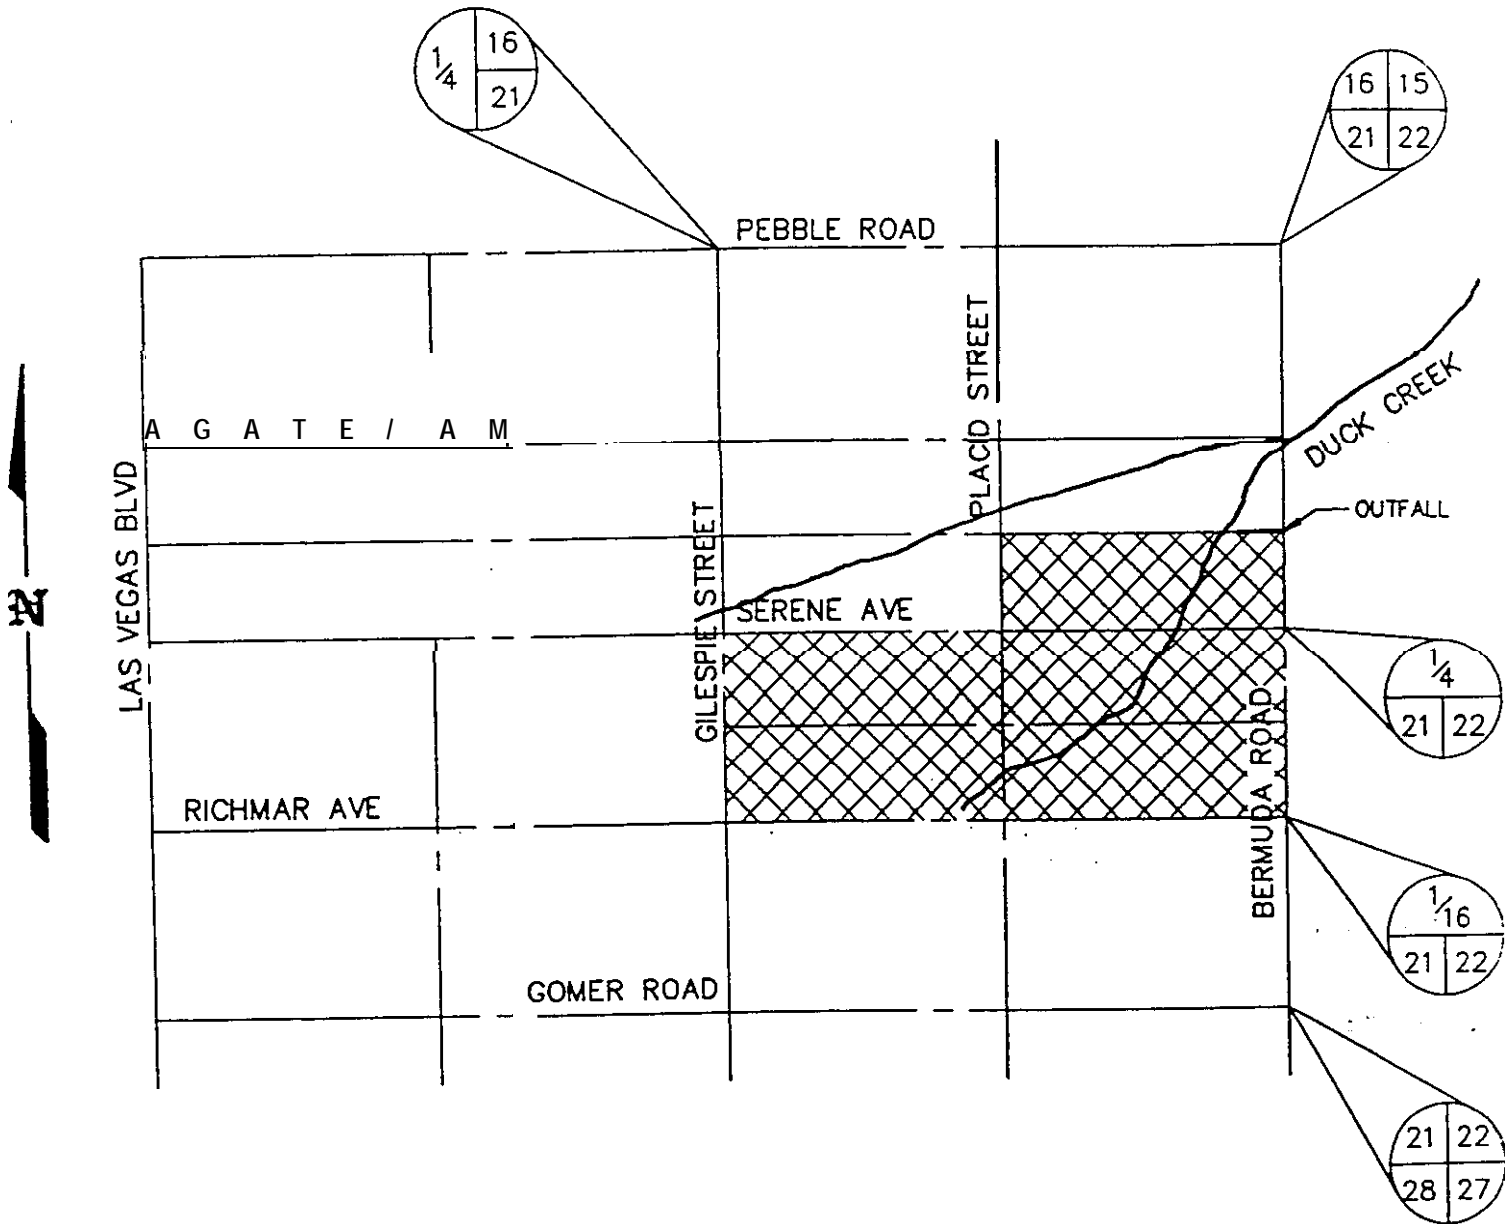 1/4 16
21
16 15
21 22
PEBBLE ROAD
PLACID STREET
DUCK CREEK
AGATE / AM
LAS VEGAS BLVD
GILESPIE STREET
OUTFALL
SERENE AVE
N
1/4
21 22
BERMUDA ROAD
RICHMAR AVE
1/16
21 22
GOMER ROAD
21 22
28 27